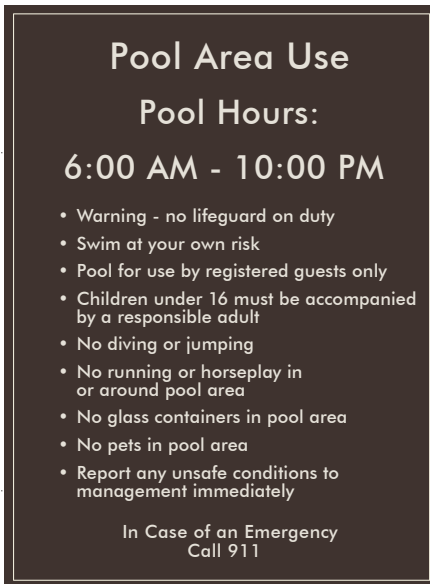 Pool Area Use
Pool Hours:
6:00 AM - 10:00 PM
• Warning - no lifeguard on duty
• Swim at your own risk
• Pool for use by registered guests only
• Children under 16 must be accompanied
by a responsible adult
• No diving or jumping
• No running or horseplay in
or around pool area
• No glass containers in pool area
• No pets in pool area
• Report any unsafe conditions to
management immediately
In Case of an Emergency
Call 911